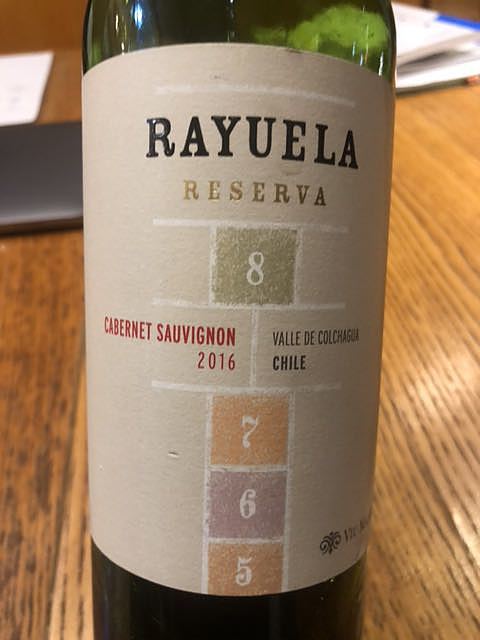 RAYUELA
RESERVA
8
CABERNET SAUVIGNON
2016
VALLE DE COLCHAGUA
CHILE
7
6
5